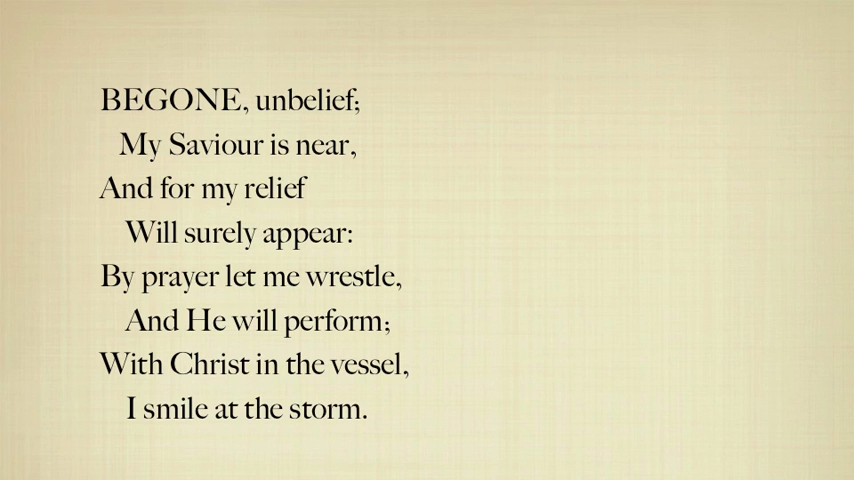 BEGONE, unbelief;
My Saviour is near,
And for my relief
Will surely appear:
By prayer let me wrestle,
And He will perform;
With Christ in the vessel,
I smile at the storm.